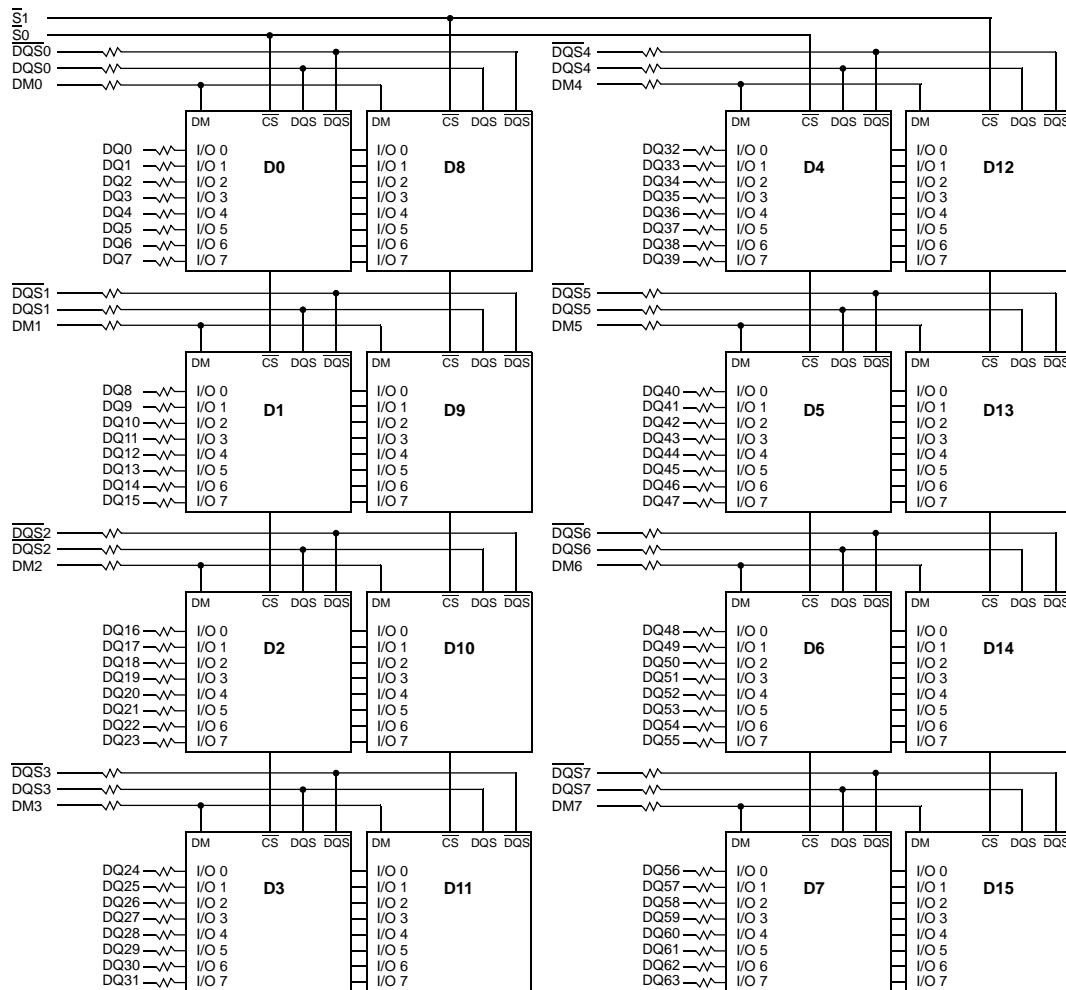 S1
S0
DQS0
DQS0
DM0
DM CS DQS DQS DM CS DQS DQS
DQ0 I/O 0 I/O 0
DQ1 I/O 1 D0 I/O 1 D8
DQ2 I/O 2 I/O 2
DQ3 I/O 3 I/O 3
DQ4 I/O 4 I/O 4
DQ5 I/O 5 I/O 5
DQ6 I/O 6 I/O 6
DQ7 I/O 7 I/O 7
DQS1
DQS1
DM1
DM CS DQS DQS DM CS DQS DQS
DQ8 I/O 0 I/O 0
DQ9 I/O 1 D1 I/O 1 D9
DQ10 I/O 2 I/O 2
DQ11 I/O 3 I/O 3
DQ12 I/O 4 I/O 4
DQ13 I/O 5 I/O 5
DQ14 I/O 6 I/O 6
DQ15 I/O 7 I/O 7
DQS2
DQS2
DM2
DM CS DQS DQS DM CS DQS DQS
DQ16 I/O 0 I/O 0
DQ17 I/O 1 D2 I/O 1 D10
DQ18 I/O 2 I/O 2
DQ19 I/O 3 I/O 3
DQ20 I/O 4 I/O 4
DQ21 I/O 5 I/O 5
DQ22 I/O 6 I/O 6
DQ23 I/O 7 I/O 7
DQS3
DQS3
DM3
DM CS DQS DQS DM CS DQS DQS
DQ24 I/O 0 I/O 0
DQ25 I/O 1 D3 I/O 1 D11
DQ26 I/O 2 I/O 2
DQ27 I/O 3 I/O 3
DQ28 I/O 4 I/O 4
DQ29 I/O 5 I/O 5
DQ30 I/O 6 I/O 6
DQ31 I/O 7 I/O 7
DQS4
DQS4
DM4
DM CS DQS DQS DM CS DQS DQS
DQ32 I/O 0 I/O 0
DQ33 I/O 1 D4 I/O 1 D12
DQ34 I/O 2 I/O 2
DQ35 I/O 3 I/O 3
DQ36 I/O 4 I/O 4
DQ37 I/O 5 I/O 5
DQ38 I/O 6 I/O 6
DQ39 I/O 7 I/O 7
DQS5
DQS5
DM5
DM CS DQS DQS DM CS DQS DQS
DQ40 I/O 0 I/O 0
DQ41 I/O 1 D5 I/O 1 D13
DQ42 I/O 2 I/O 2
DQ43 I/O 3 I/O 3
DQ44 I/O 4 I/O 4
DQ45 I/O 5 I/O 5
DQ46 I/O 6 I/O 6
DQ47 I/O 7 I/O 7
DQS6
DQS6
DM6
DM CS DQS DQS DM CS DQS DQS
DQ48 I/O 0 I/O 0
DQ49 I/O 1 D6 I/O 1 D14
DQ50 I/O 2 I/O 2
DQ51 I/O 3 I/O 3
DQ52 I/O 4 I/O 4
DQ53 I/O 5 I/O 5
DQ54 I/O 6 I/O 6
DQ55 I/O 7 I/O 7
DQS7
DQS7
DM7
DM CS DQS DQS DM CS DQS DQS
DQ56 I/O 0 I/O 0
DQ57 I/O 1 D7 I/O 1 D15
DQ58 I/O 2 I/O 2
DQ59 I/O 3 I/O 3
DQ60 I/O 4 I/O 4
DQ61 I/O 5 I/O 5
DQ62 I/O 6 I/O 6
DQ63 I/O 7 I/O 7